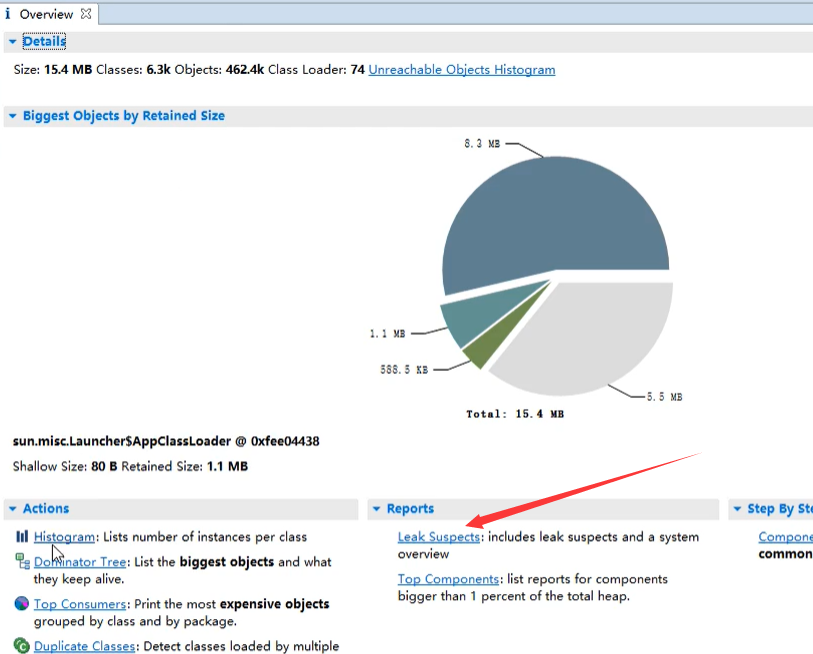 i Overview
Details
Size: 15.4 MB Classes: 6.3k Objects: 462.4k Class Loader: 74 Unreachable Objects Histogram
Biggest Objects by Retained Size
8.3 MB
1.1 MB
588.5 KB
5.5 MB
Total: 15.4 MB
sun.misc.Launcher$AppClassLoader @ 0xfee04438
Shallow Size: 80 B Retained Size: 1.1 MB
Actions
Histogram: Lists number of instances per class
Dominator Tree: List the biggest objects and what
they keep alive.
Top Consumers: Print the most expensive objects
grouped by class and by package.
Duplicate Classes: Detect classes loaded by multiple
Reports
Leak Suspects: includes leak suspects and a system
overview
Top Components: list reports for components
bigger than 1 percent of the total heap.
Step By Ste
Compone
common